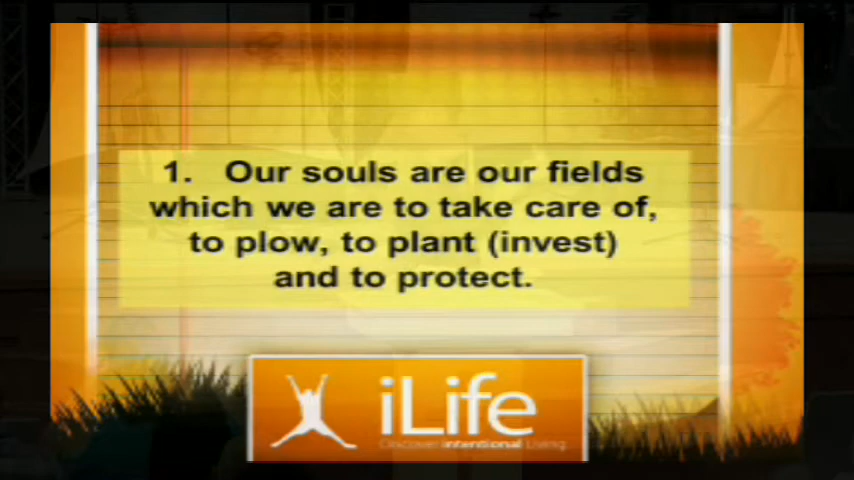 1. Our souls are our fields
which we are to take care of,
to plow, to plant (invest)
and to protect.
iLife
Discover intentional Living